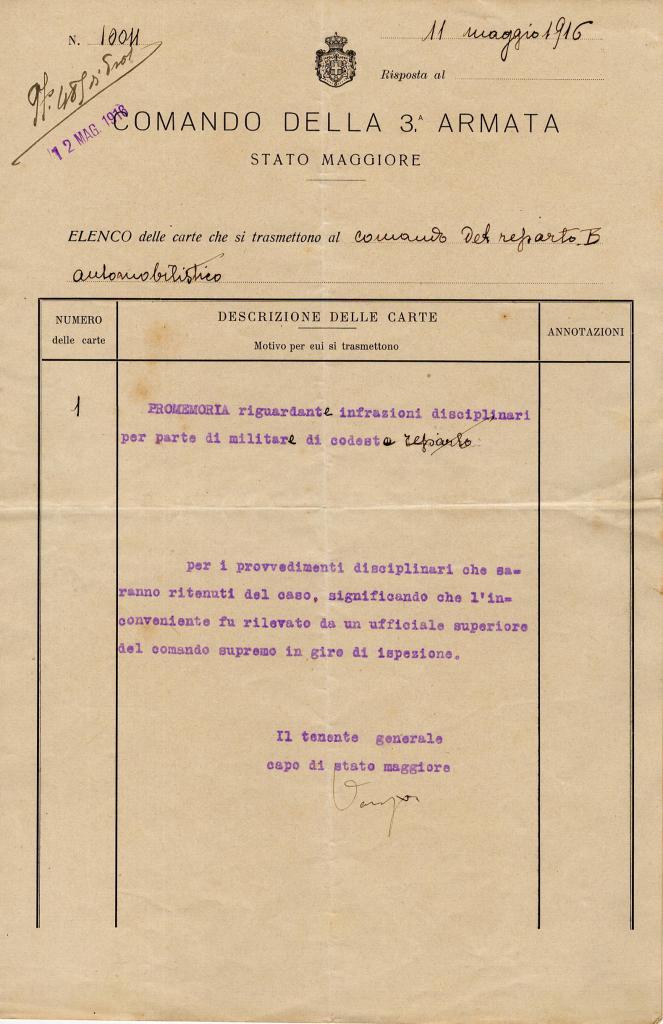 N. 10011
11 maggio 1916
Risposta al
12 MAG. 1916
COMANDO DELLA 3.ᴬ ARMATA
STATO MAGGIORE
ELENCO delle carte che si trasmettono al comando del reparto B
automobilistico
NUMERO
delle carte
DESCRIZIONE DELLE CARTE
Motivo per cui si trasmettono
ANNOTAZIONI
1
PROMEMORIA riguardante infrazioni disciplinari
per parte di militare di codesto reparto
per i provvedimenti disciplinari che sa=
ranno ritenuti del caso, significando che l'in=
conveniente fu rilevato da un ufficiale superiore
del comando supremo in giro di ispezione.
Il tenente generale
capo di stato maggiore